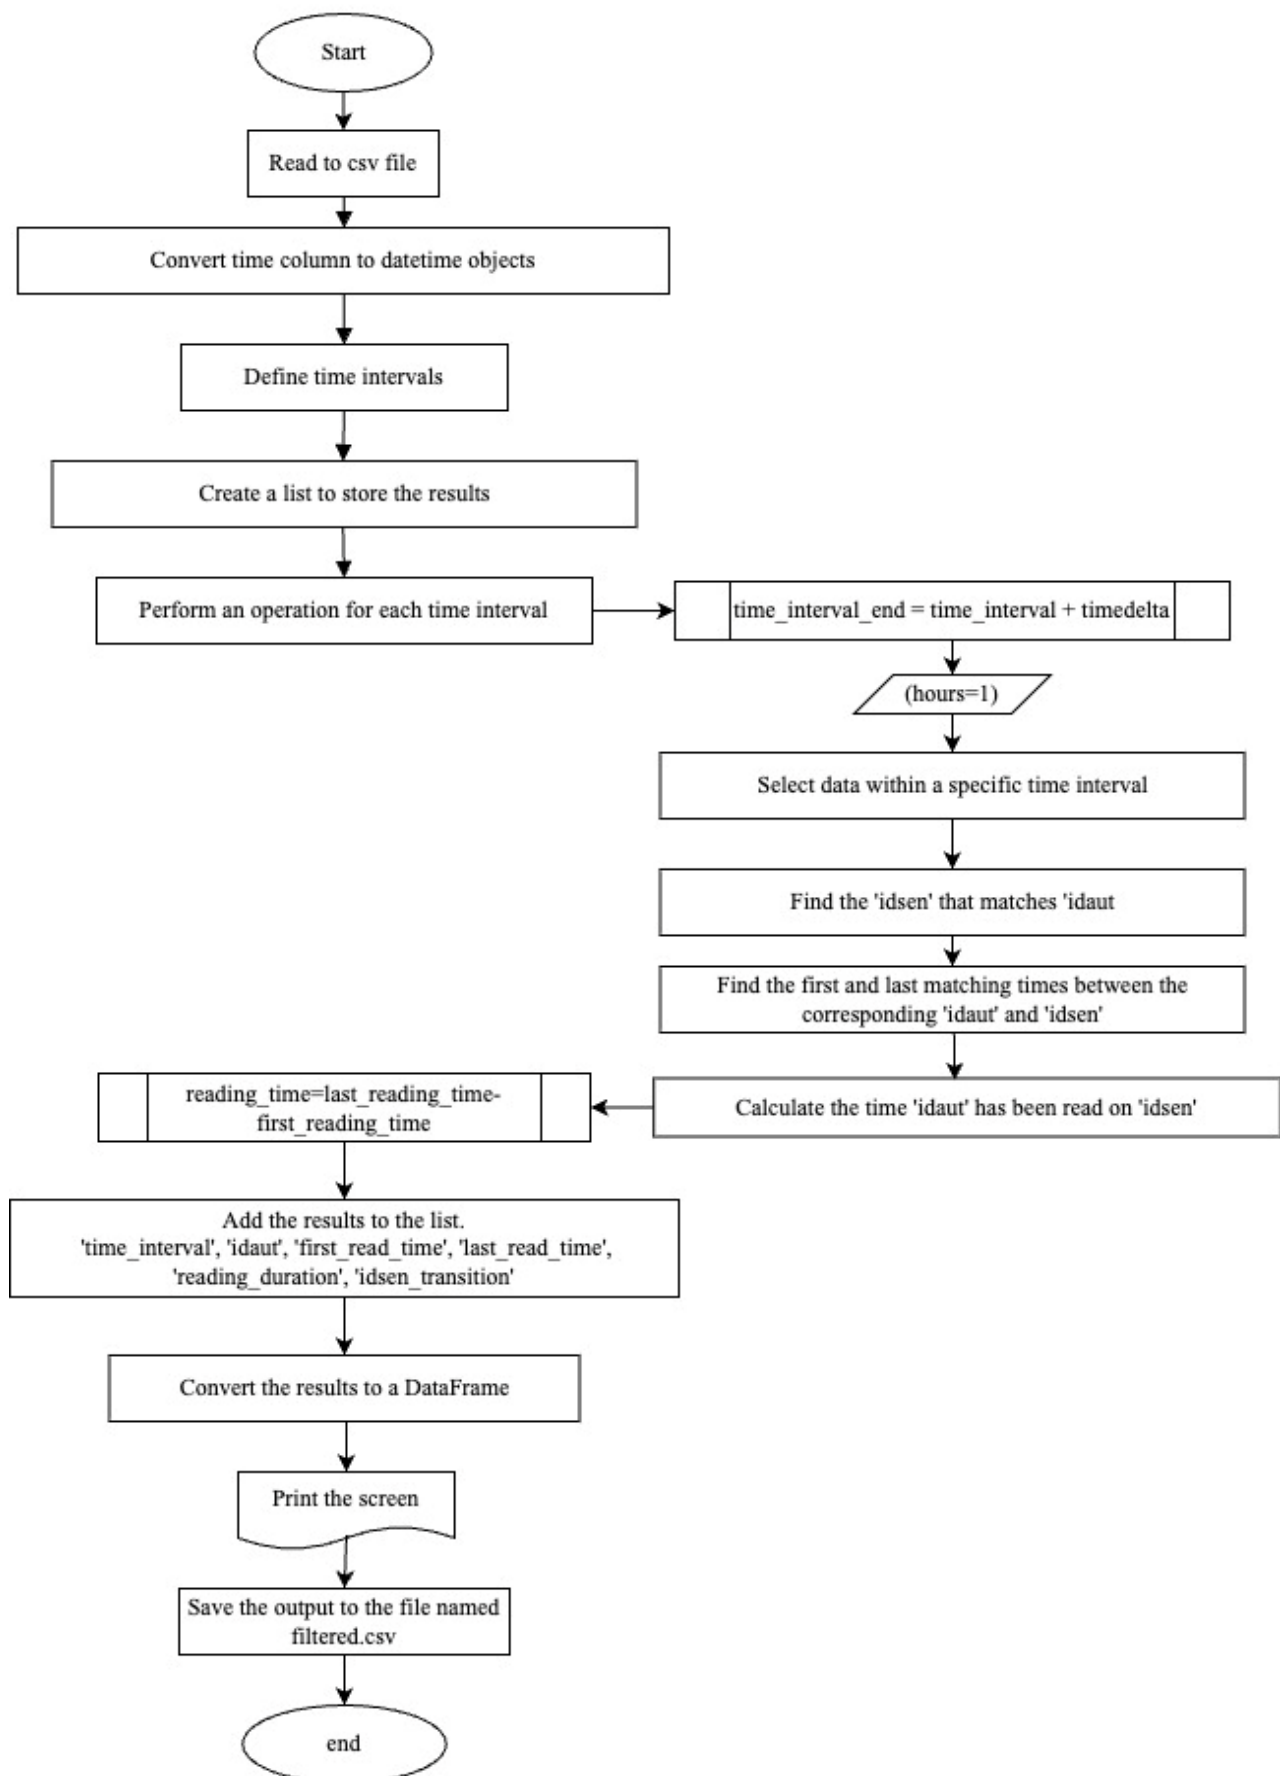 Start
Read to csv file
Convert time column to datetime objects
Define time intervals
Create a list to store the results
Perform an operation for each time interval
time_interval_end = time_interval + timedelta
(hours=1)
Select data within a specific time interval
Find the 'idsen' that matches 'idaut
Find the first and last matching times between the
corresponding 'idaut' and 'idsen'
Calculate the time 'idaut' has been read on 'idsen'
reading_time=last_reading_time-
first_reading_time
Add the results to the list.
'time_interval', 'idaut', 'first_read_time', 'last_read_time',
'reading_duration', 'idsen_transition'
Convert the results to a DataFrame
Print the screen
Save the output to the file named
filtered.csv
end